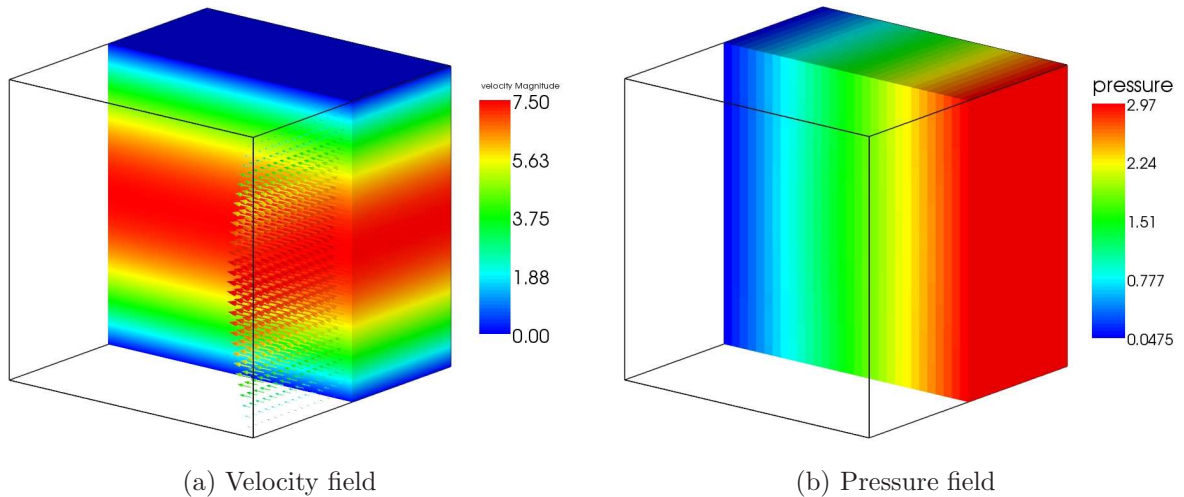 velocity Magnitude
7.50
5.63
3.75
1.88
0.00
pressure
2.97
2.24
1.51
0.777
0.0475
(a) Velocity field
(b) Pressure field